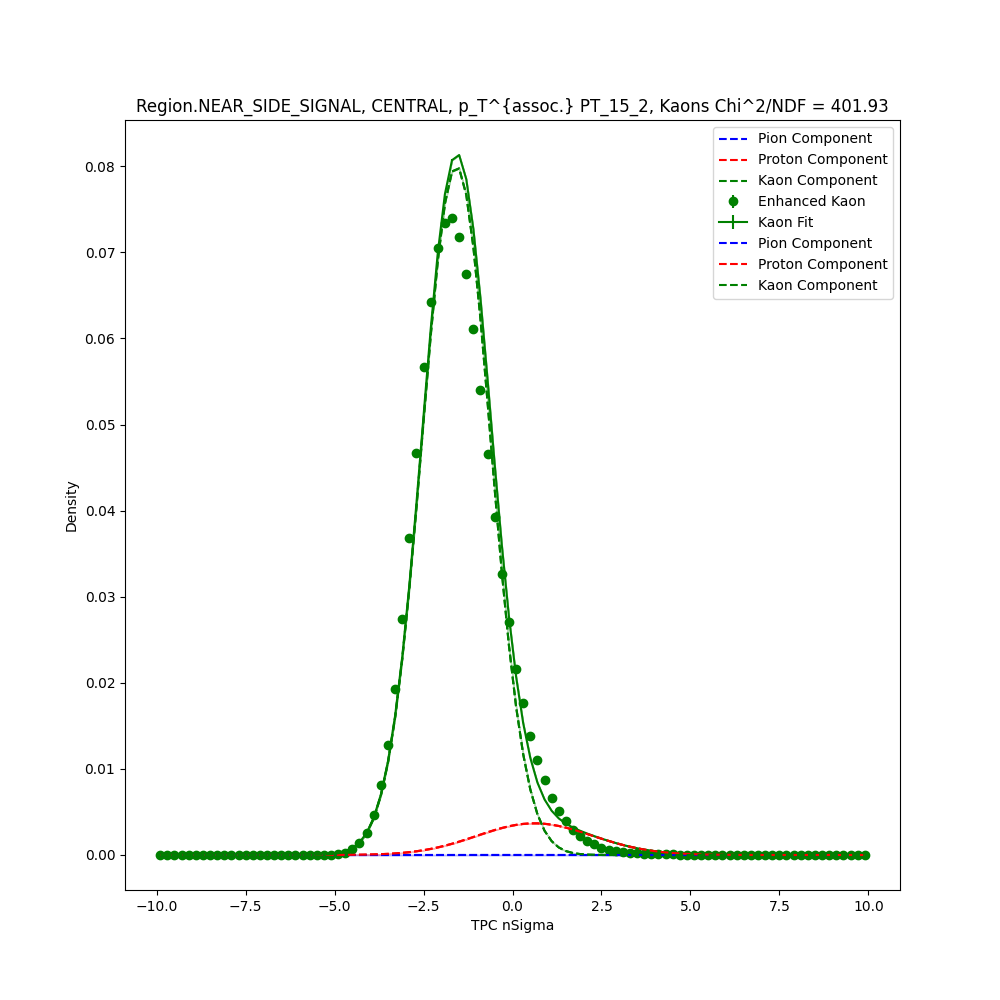 Region.NEAR_SIDE_SIGNAL, CENTRAL, p_T^{assoc.} PT_15_2, Kaons Chi^2/NDF = 401.93
Pion Component
Proton Component
Kaon Component
Enhanced Kaon
Kaon Fit
Pion Component
Proton Component
Kaon Component
0.08
0.07
0.06
0.05
0.04
0.03
0.02
0.01
0.00
Density
−10.0 −7.5 −5.0 −2.5 0.0 2.5 5.0 7.5 10.0
TPC nSigma